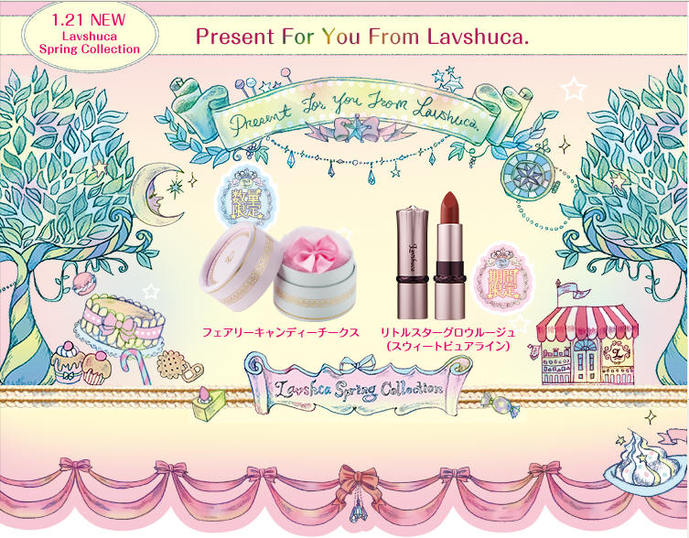 1.21 NEW
Lavshuca
Spring Collection
Present For You From Lavshuca.
Present For You From Lavshuca.
数量
限定
Lavshuca
期間
限定
フェアリーキャンディーチークス
リトルスターグロウルージュ
(スウィートピュアライン)
Lavshca Spring Collection